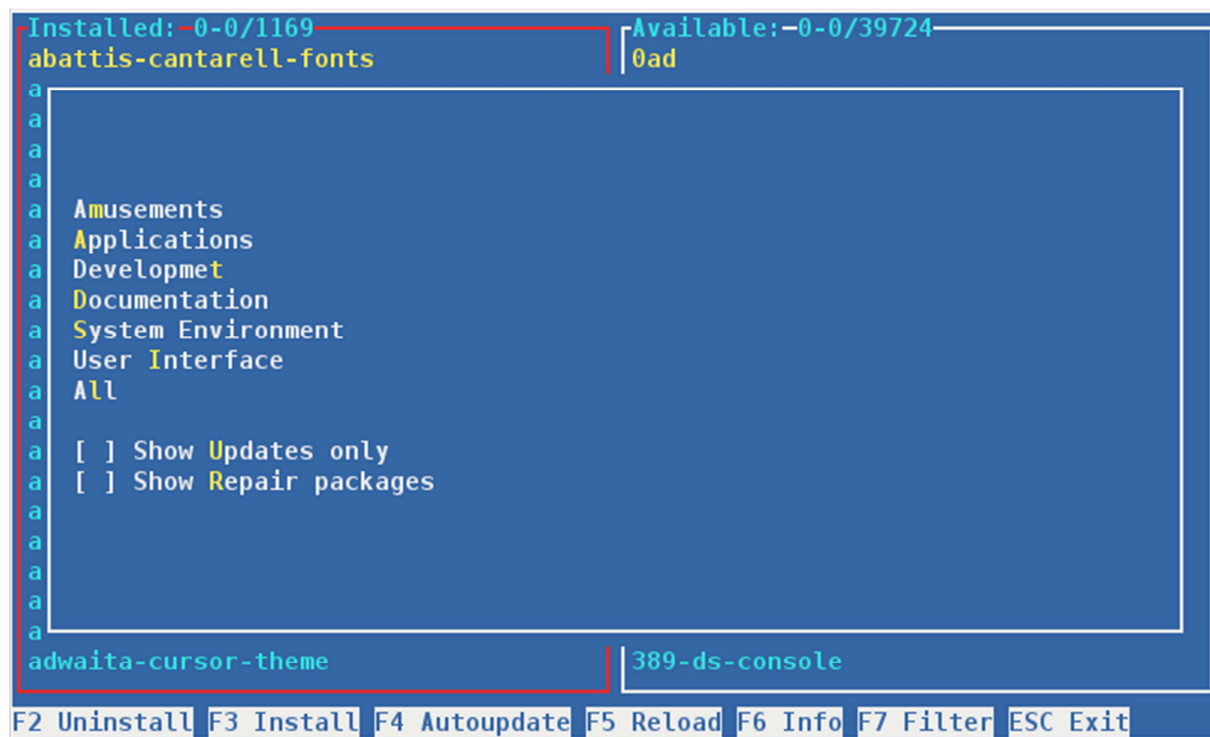 Installed: 0-0/1169 Available: 0-0/39724
abattis-cantarell-fonts 0ad
a
a
a
a
a Amusements
a Applications
a Developmet
a Documentation
a System Environment
a User Interface
a All
a
a [ ] Show Updates only
a [ ] Show Repair packages
a
a
a
a
a
adwaita-cursor-theme 389-ds-console
F2 Uninstall F3 Install F4 Autoupdate F5 Reload F6 Info F7 Filter ESC Exit